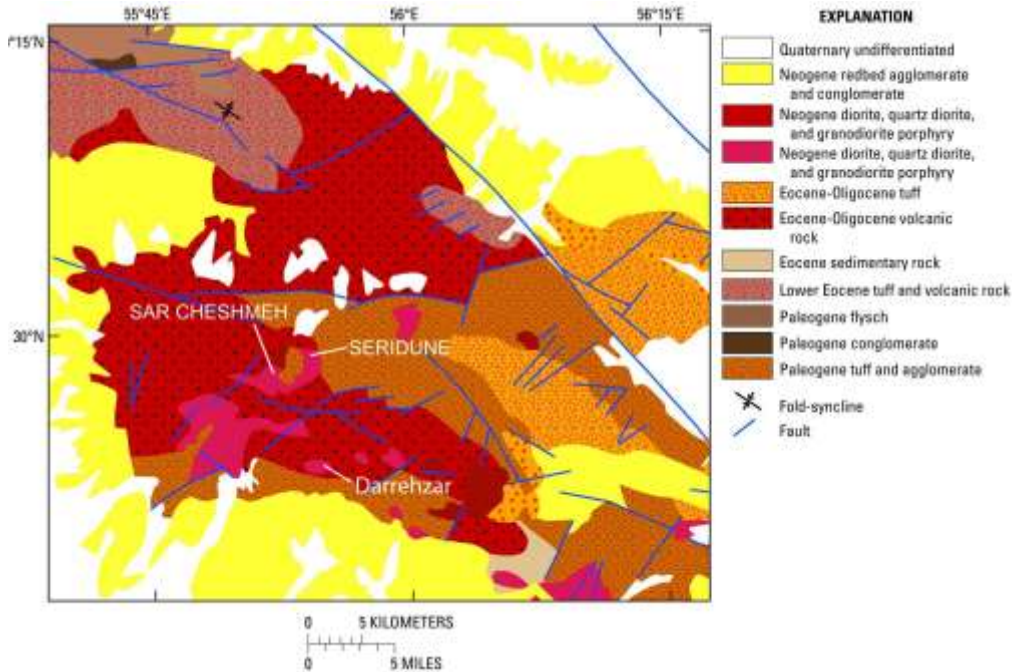 55°45'E 56°E 56°15'E
°15'N
30°N
SAR CHESHMEH
SERIDUNE
Darrehzar
0 5 KILOMETERS
0 5 MILES
EXPLANATION
Quaternary undifferentiated
Neogene redbed agglomerate
and conglomerate
Neogene diorite, quartz diorite,
and granodiorite porphyry
Neogene diorite, quartz diorite,
and granodiorite porphyry
Eocene-Oligocene tuff
Eocene-Oligocene volcanic
rock
Eocene sedimentary rock
Lower Eocene tuff and volcanic rock
Paleogene flysch
Paleogene conglomerate
Paleogene tuff and agglomerate
Fold-syncline
Fault